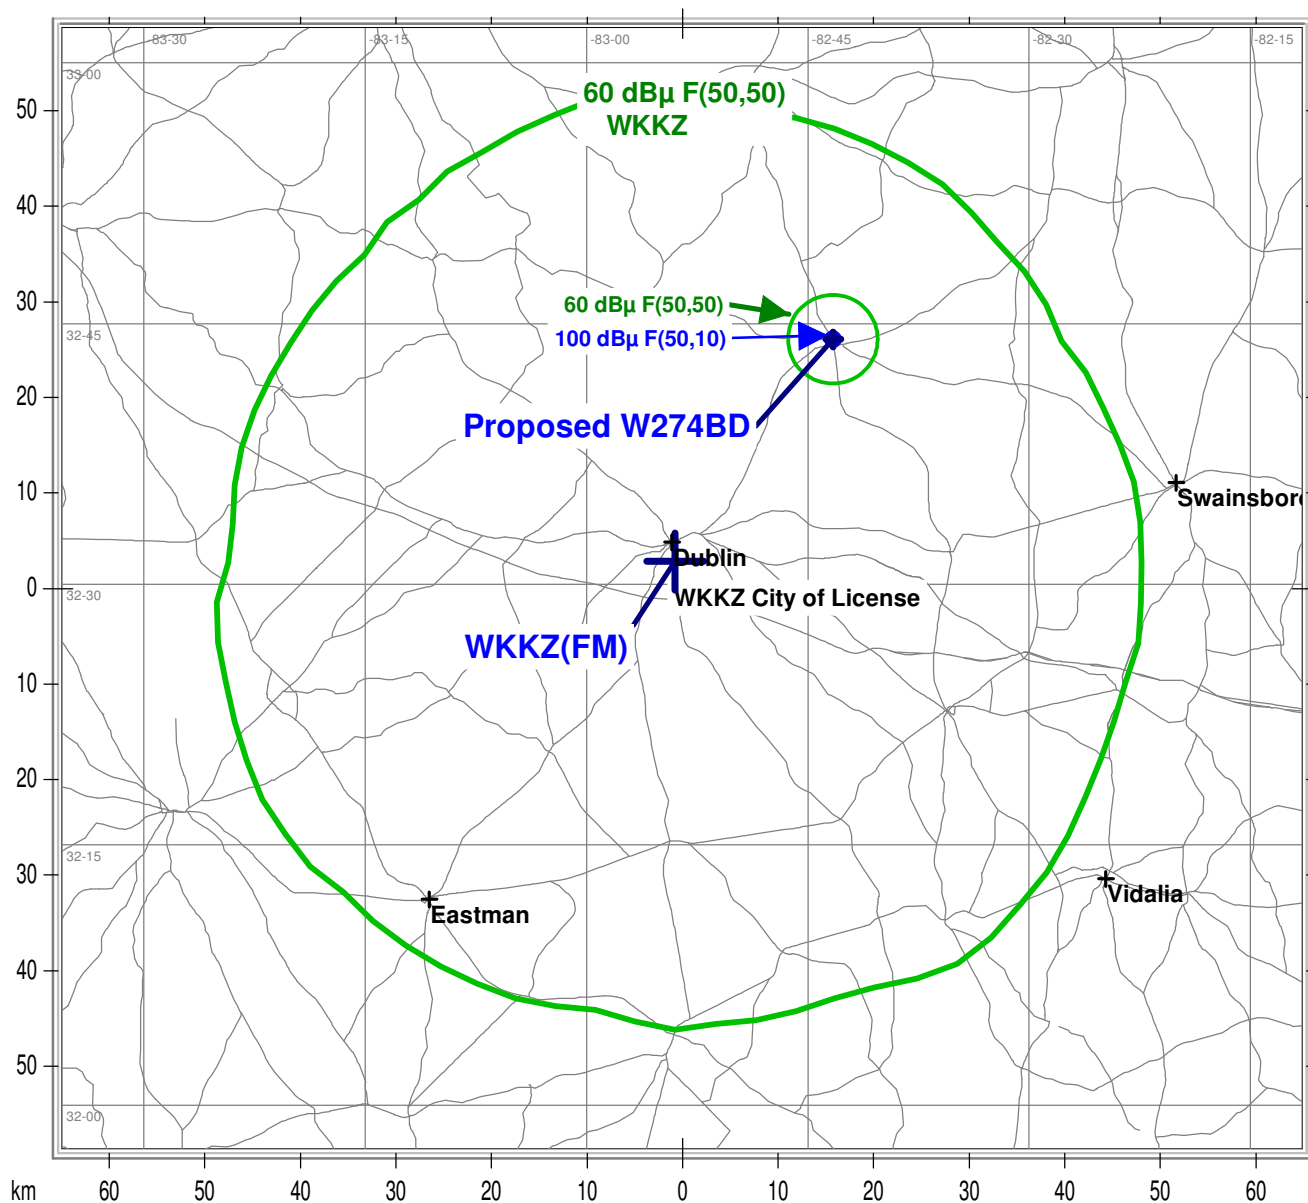 -83-30
-83-15
-83-00
-82-45
-82-30
-82-15
33-00
60 dBµ F(50,50)
WKKZ
50
40
30
60 dBµ F(50,50)
32-45
100 dBµ F(50,10)
20
Proposed W274BD
10
Swainsboro
Dublin
0
32-30
WKKZ City of License
WKKZ(FM)
10
20
32-15
30
Vidalia
Eastman
40
50
32-00
km
60
50
40
30
20
10
0
10
20
30
40
50
60